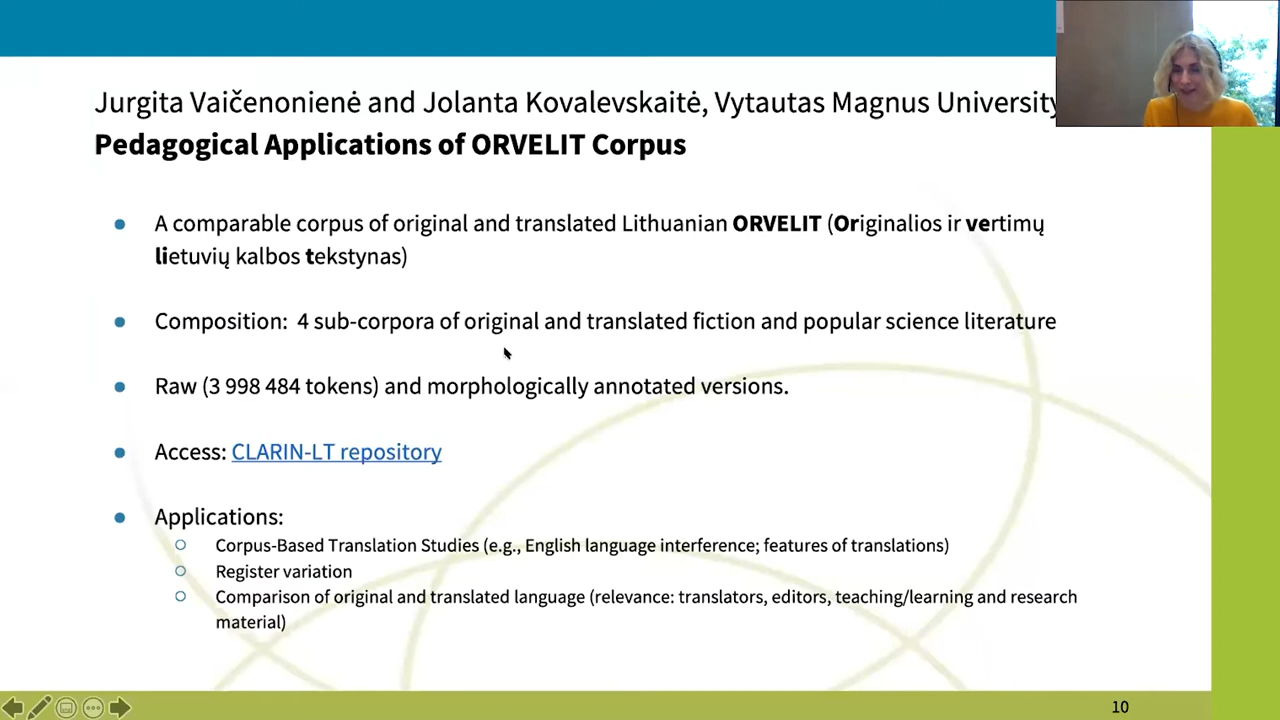 Jurgita Vaičenonienė and Jolanta Kovalevskaitė, Vytautas Magnus University
Pedagogical Applications of ORVELIT Corpus
● A comparable corpus of original and translated Lithuanian ORVELIT (Originalios ir vertimų
lietuvių kalbos tekstynas)
● Composition: 4 sub-corpora of original and translated fiction and popular science literature
● Raw (3 998 484 tokens) and morphologically annotated versions.
● Access: CLARIN-LT repository
● Applications:
○ Corpus-Based Translation Studies (e.g., English language interference; features of translations)
○ Register variation
○ Comparison of original and translated language (relevance: translators, editors, teaching/learning and research
material)
10